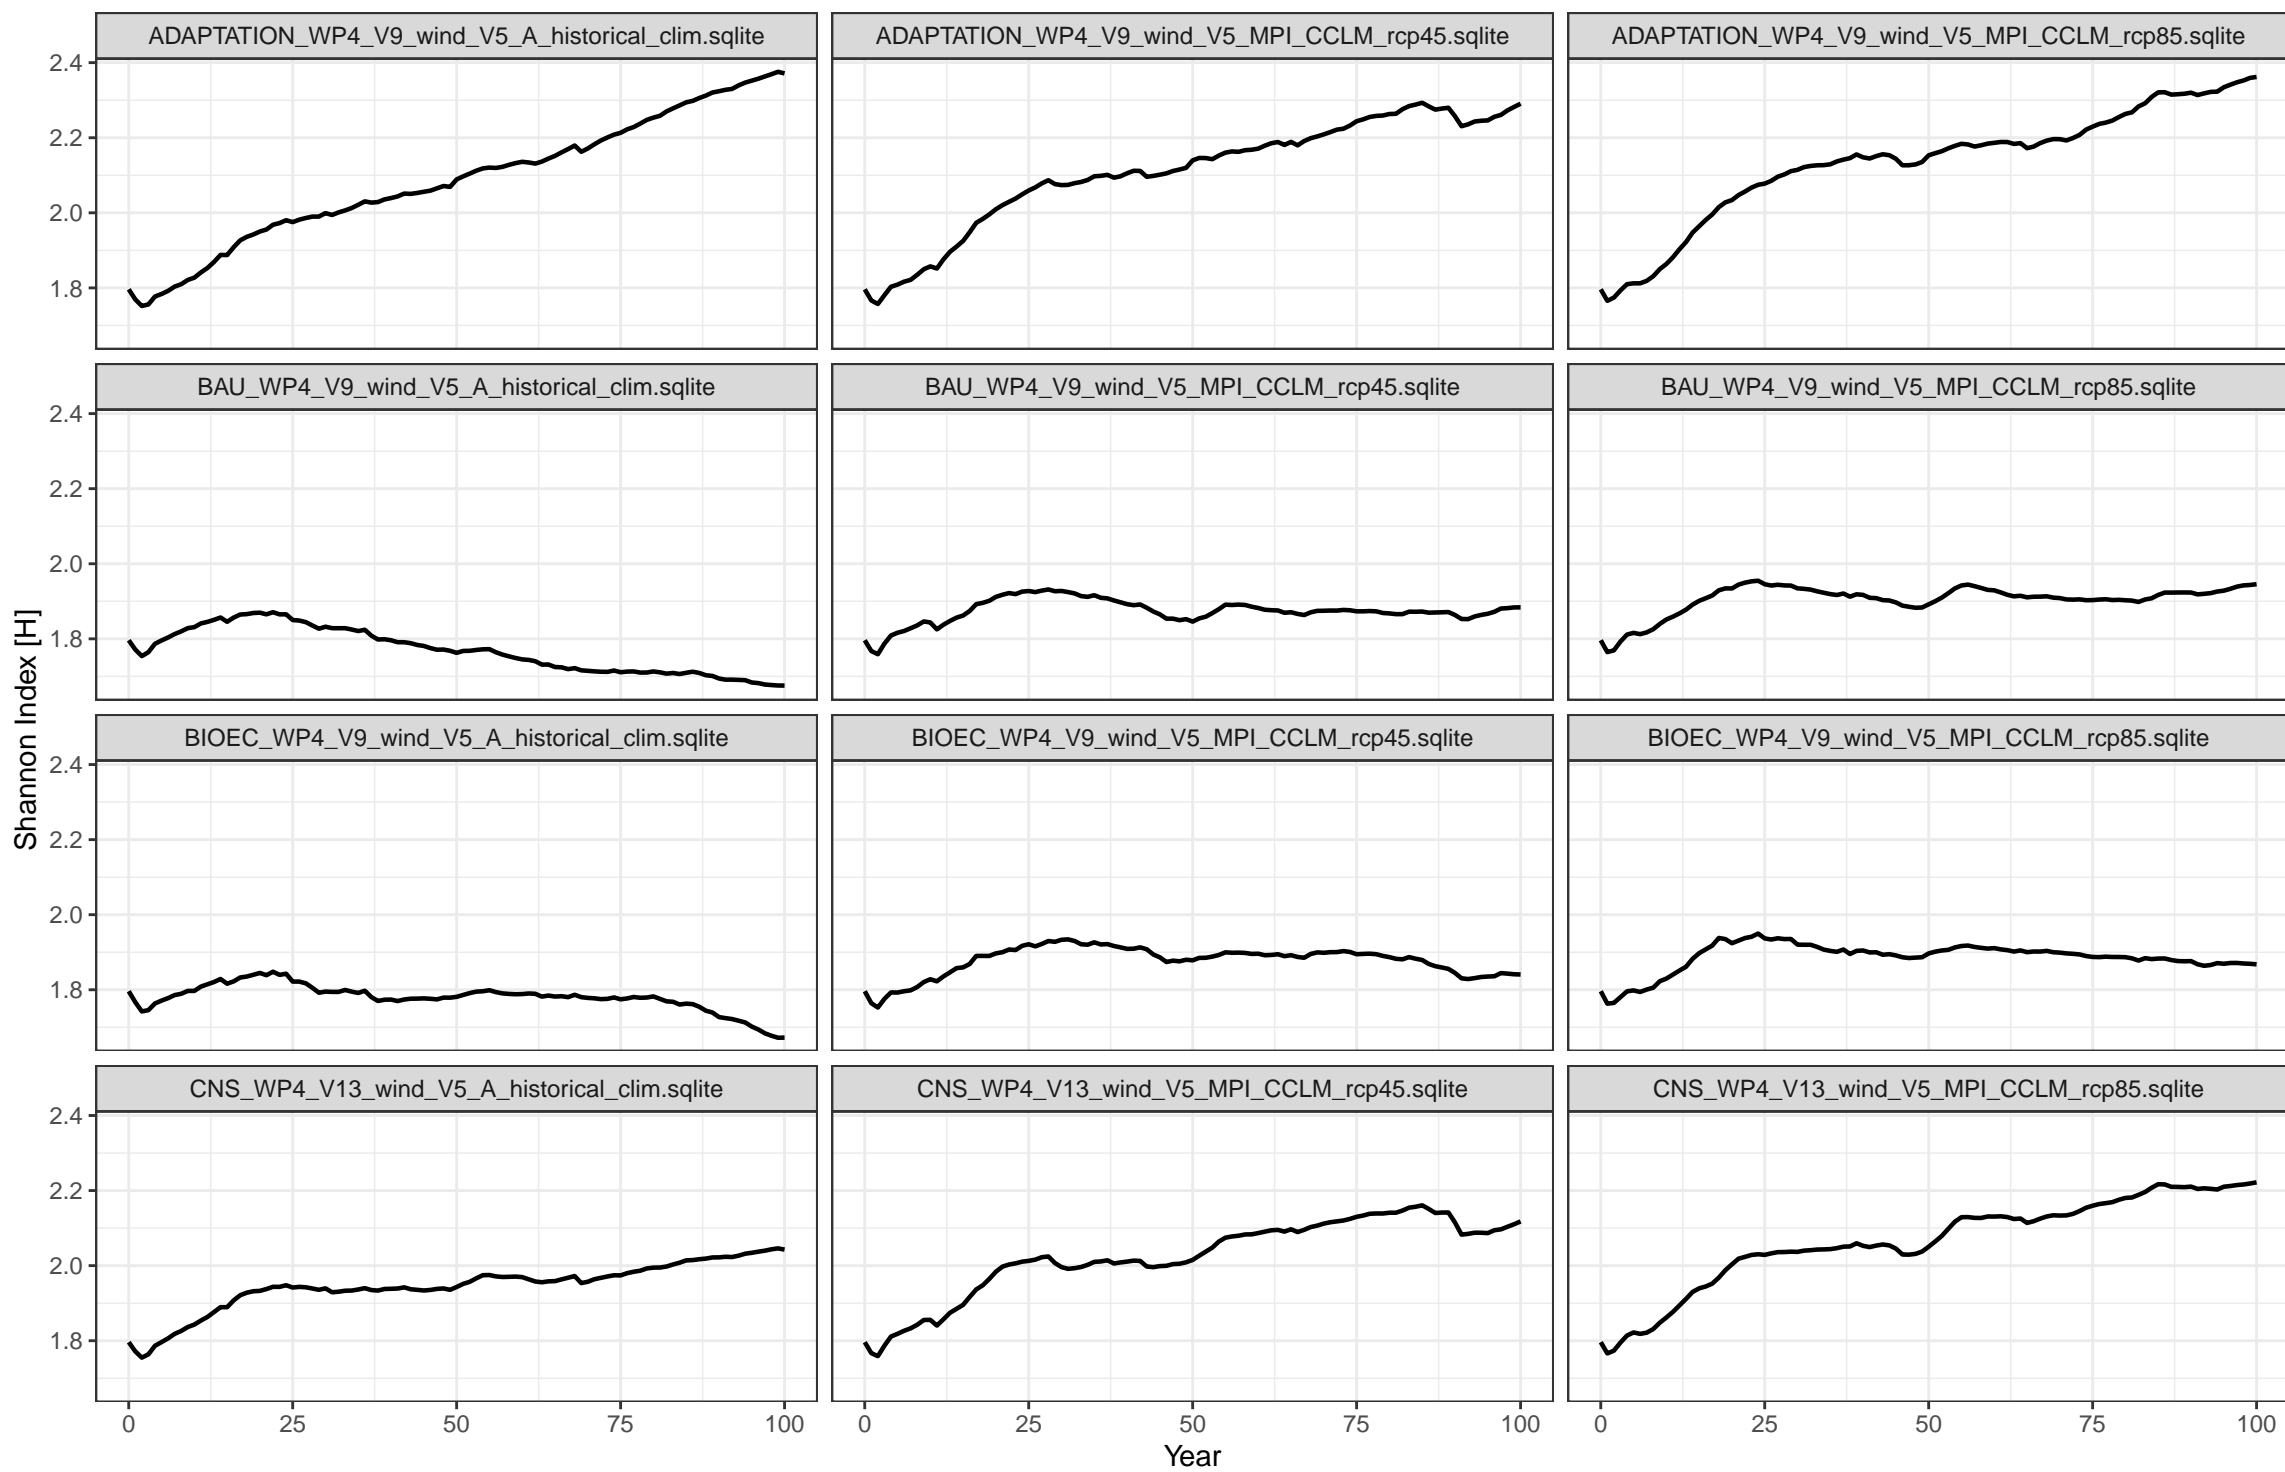 ADAPTATION_WP4_V9_wind_V5_A_historical_clim.sqlite
ADAPTATION_WP4_V9_wind_V5_MPI_CCLM_rcp45.sqlite
ADAPTATION_WP4_V9_wind_V5_MPI_CCLM_rcp85.sqlite
2.4
2.2
2.0
1.8
BAU_WP4_V9_wind_V5_A_historical_clim.sqlite
BAU_WP4_V9_wind_V5_MPI_CCLM_rcp45.sqlite
BAU_WP4_V9_wind_V5_MPI_CCLM_rcp85.sqlite
2.4
2.2
2.0
1.8
Shannon Index [H]
BIOEC_WP4_V9_wind_V5_A_historical_clim.sqlite
BIOEC_WP4_V9_wind_V5_MPI_CCLM_rcp45.sqlite
BIOEC_WP4_V9_wind_V5_MPI_CCLM_rcp85.sqlite
2.4
2.2
2.0
1.8
CNS_WP4_V13_wind_V5_A_historical_clim.sqlite
CNS_WP4_V13_wind_V5_MPI_CCLM_rcp45.sqlite
CNS_WP4_V13_wind_V5_MPI_CCLM_rcp85.sqlite
2.4
2.2
2.0
1.8
0 25 50 75 100
0 25 50 75 100
0 25 50 75 100
Year